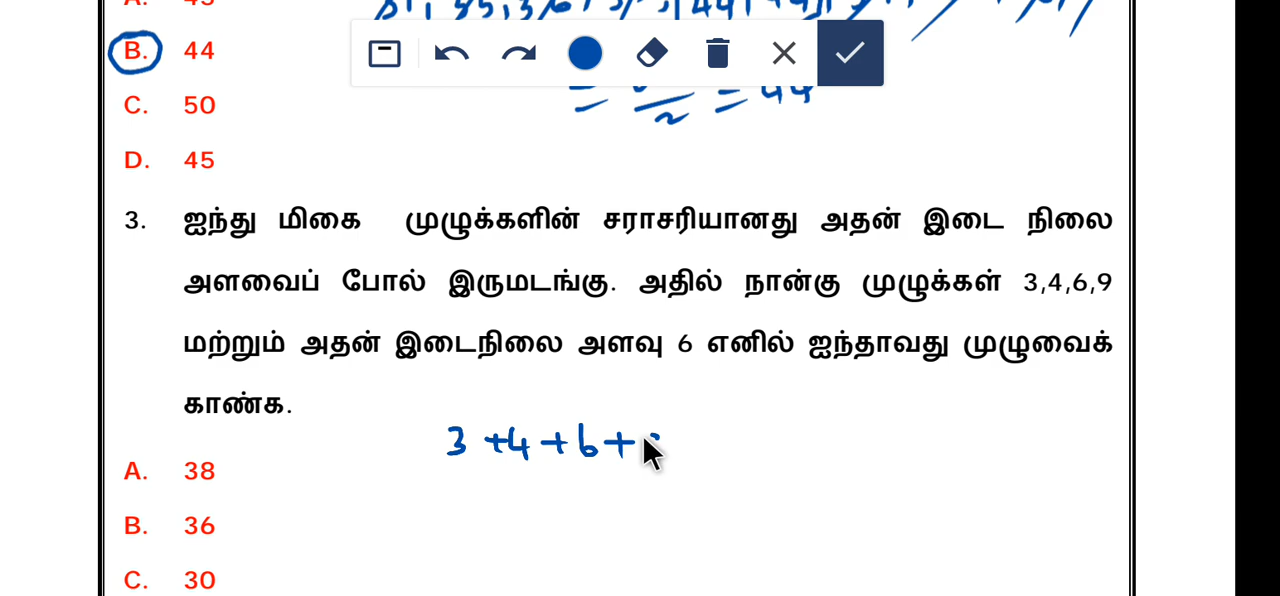 B. 44
= 44
C. 50
D. 45
3. ஐந்து மிகை முழுக்களின் சராசரியானது அதன் இடை நிலை
அளவைப் போல் இருமடங்கு. அதில் நான்கு முழுக்கள் 3,4,6,9
மற்றும் அதன் இடைநிலை அளவு 6 எனில் ஐந்தாவது முழுவைக்
காண்க.
3 +4 +6+
A. 38
B. 36
C. 30